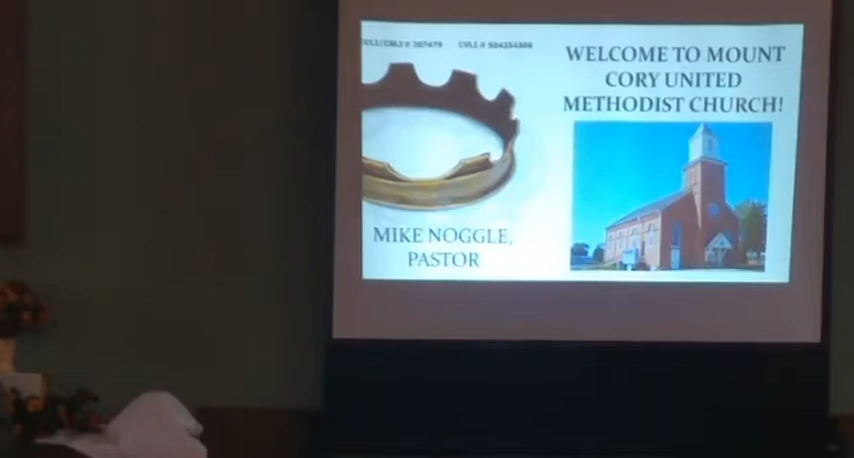 WELCOME TO MOUNT
CORY UNITED
METHODIST CHURCH!
MIKE NOGGLE,
PASTOR